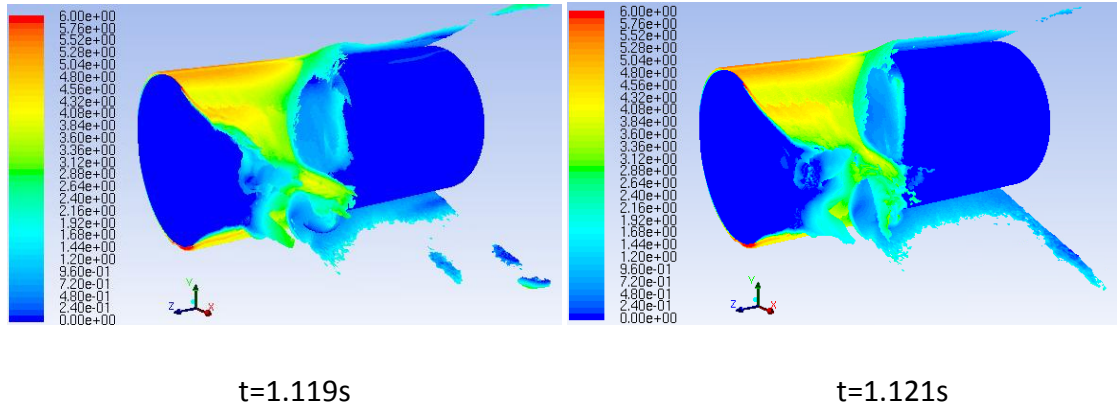 6.00e+00
5.76e+00
5.52e+00
5.28e+00
5.04e+00
4.80e+00
4.56e+00
4.32e+00
4.08e+00
3.84e+00
3.60e+00
3.36e+00
3.12e+00
2.88e+00
2.64e+00
2.40e+00
2.16e+00
1.92e+00
1.68e+00
1.44e+00
1.20e+00
9.60e-01
7.20e-01
4.80e-01
2.40e-01
0.00e+00
Y
Z
X
6.00e+00
5.76e+00
5.52e+00
5.28e+00
5.04e+00
4.80e+00
4.56e+00
4.32e+00
4.08e+00
3.84e+00
3.60e+00
3.36e+00
3.12e+00
2.88e+00
2.64e+00
2.40e+00
2.16e+00
1.92e+00
1.68e+00
1.44e+00
1.20e+00
9.60e-01
7.20e-01
4.80e-01
2.40e-01
0.00e+00
Y
Z
X
t=1.119s
t=1.121s